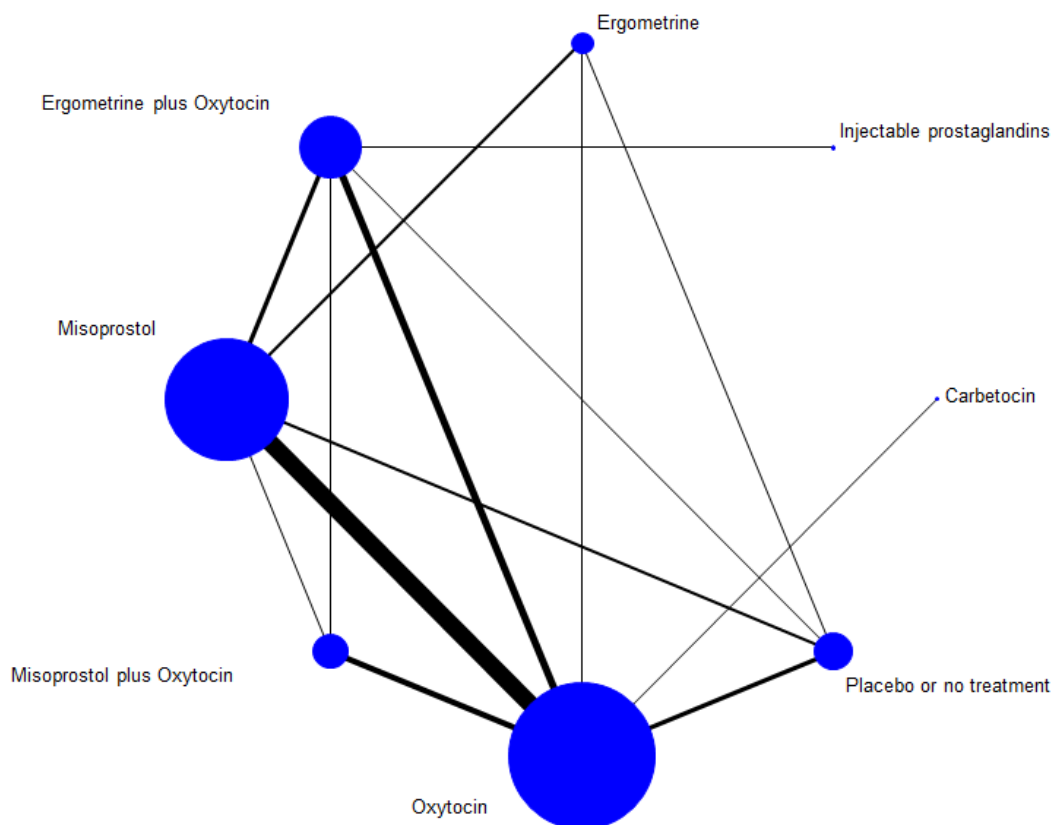 Ergometrine
Ergometrine plus Oxytocin
Injectable prostaglandins
Misoprostol
Carbetocin
Misoprostol plus Oxytocin
Placebo or no treatment
Oxytocin